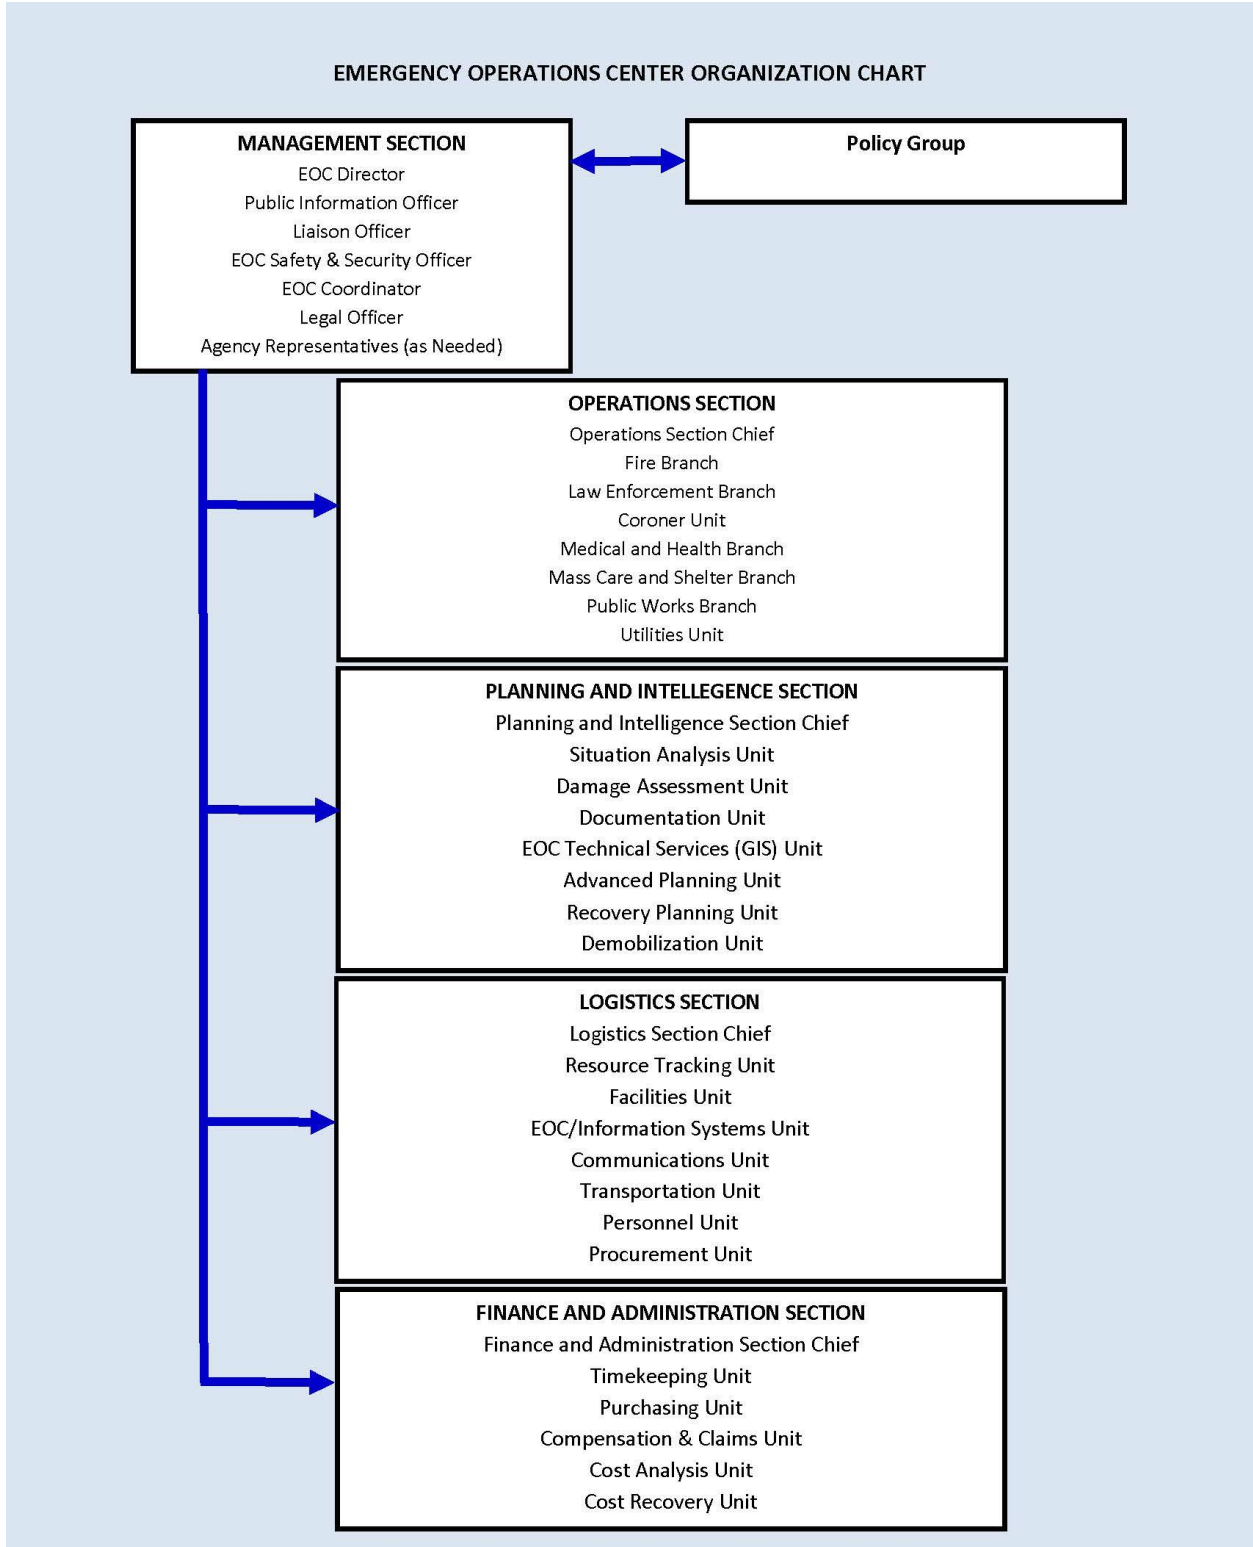 EMERGENCY OPERATIONS CENTER ORGANIZATION CHART
MANAGEMENT SECTION
EOC Director
Public Information Officer
Liaison Officer
EOC Safety & Security Officer
EOC Coordinator
Legal Officer
Agency Representatives (as Needed)
Policy Group
OPERATIONS SECTION
Operations Section Chief
Fire Branch
Law Enforcement Branch
Coroner Unit
Medical and Health Branch
Mass Care and Shelter Branch
Public Works Branch
Utilities Unit
PLANNING AND INTELLEGENCE SECTION
Planning and Intelligence Section Chief
Situation Analysis Unit
Damage Assessment Unit
Documentation Unit
EOC Technical Services (GIS) Unit
Advanced Planning Unit
Recovery Planning Unit
Demobilization Unit
LOGISTICS SECTION
Logistics Section Chief
Resource Tracking Unit
Facilities Unit
EOC/Information Systems Unit
Communications Unit
Transportation Unit
Personnel Unit
Procurement Unit
FINANCE AND ADMINISTRATION SECTION
Finance and Administration Section Chief
Timekeeping Unit
Purchasing Unit
Compensation & Claims Unit
Cost Analysis Unit
Cost Recovery Unit